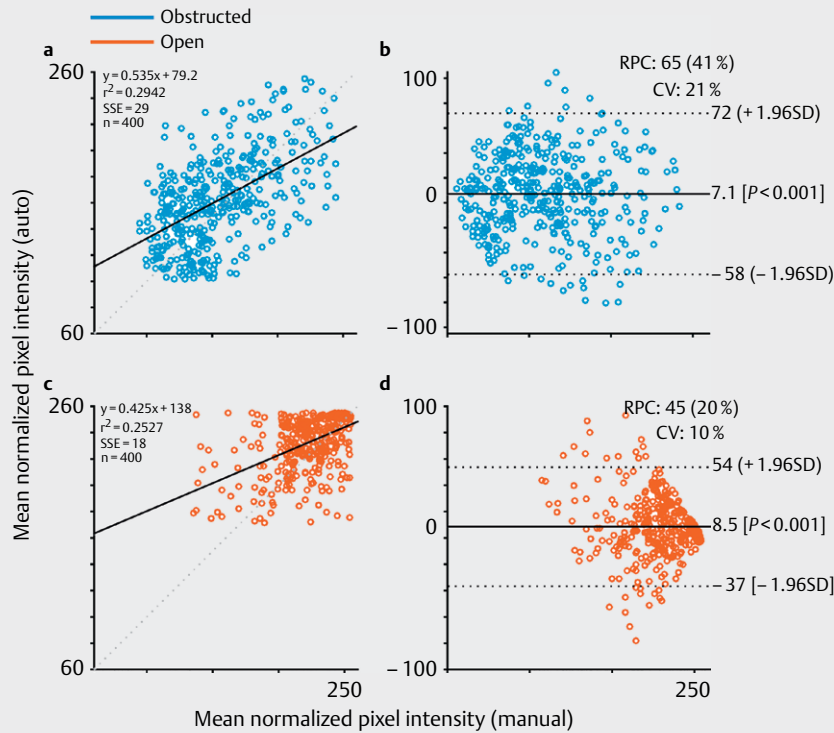 Obstructed
Open
a
260
y = 0.535x + 79.2
r² = 0.2942
SSE = 29
n = 400
60
b
100
RPC: 65 (41 %)
CV: 21 %
72 (+ 1.96SD)
0
7.1 [P < 0.001]
– 58 (– 1.96SD)
– 100
Mean normalized pixel intensity (auto)
c
260
y = 0.425x + 138
r² = 0.2527
SSE = 18
n = 400
60
250
d
100
RPC: 45 (20 %)
CV: 10 %
54 (+ 1.96SD)
0
8.5 [P < 0.001]
– 37 [– 1.96SD]
– 100
250
Mean normalized pixel intensity (manual)